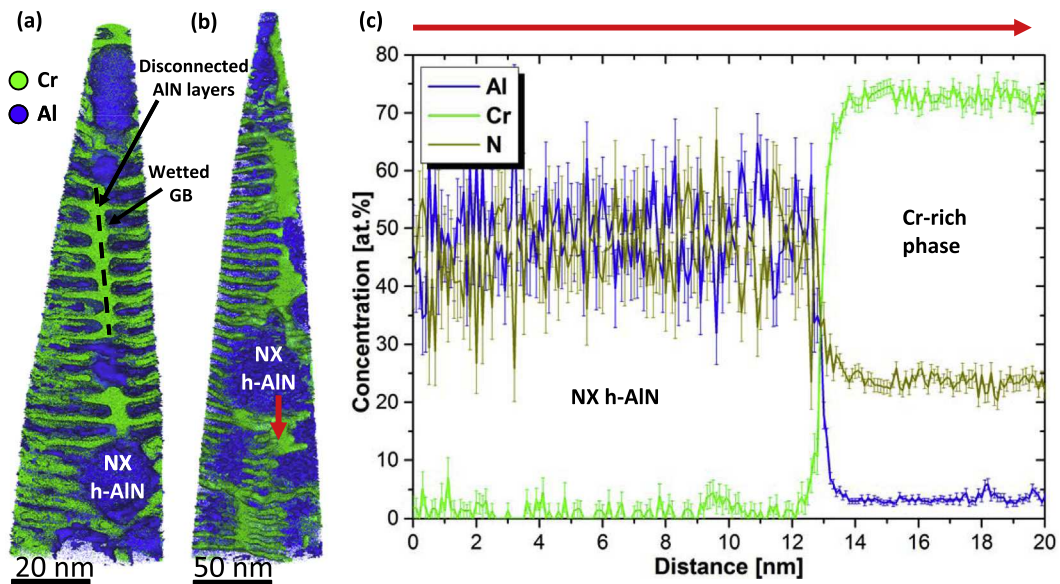 (a)
Cr
Al
Disconnected
AlN layers
Wetted
GB
NX
h-AlN
20 nm
(b)
NX
h-AlN
50 nm
(c)
Concentration [at.%]
80
70
60
50
40
30
20
10
0
Al
Cr
N
NX h-AlN
Cr-rich
phase
0 2 4 6 8 10 12 14 16 18 20
Distance [nm]